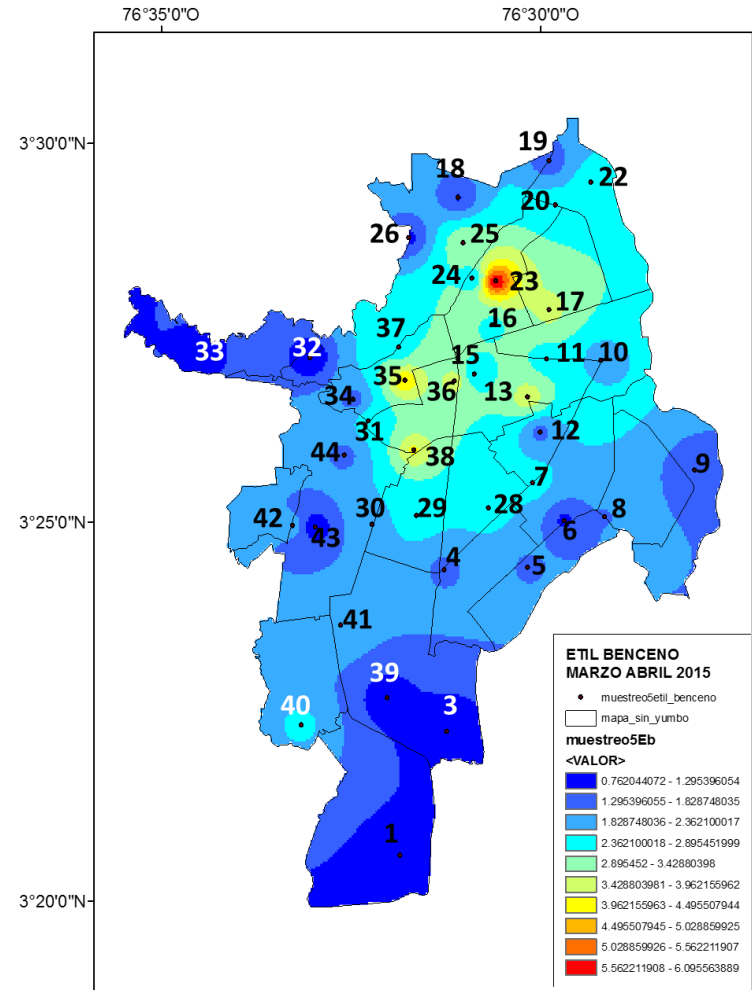 76°35'0"O 76°30'0"O
3°30'0"N
19
18
22
20
26
25
24
23
17
16
37
33
32
15
11
10
35
36
34
13
31
12
44
38
9
7
42
43
30
29
28
8
6
3°25'0"N
4
5
41
39
40
3
1
3°20'0"N
ETIL BENCENO
MARZO ABRIL 2015
muestreo5etil_benceno
mapa_sin_yumbo
muestreo5Eb
<VALOR>
0.762044072 - 1.295396054
1.295396055 - 1.828748035
1.828748036 - 2.362100017
2.362100018 - 2.895451999
2.895452 - 3.42880398
3.428803981 - 3.962155962
3.962155963 - 4.495507944
4.495507945 - 5.028859925
5.028859926 - 5.562211907
5.562211908 - 6.095563889